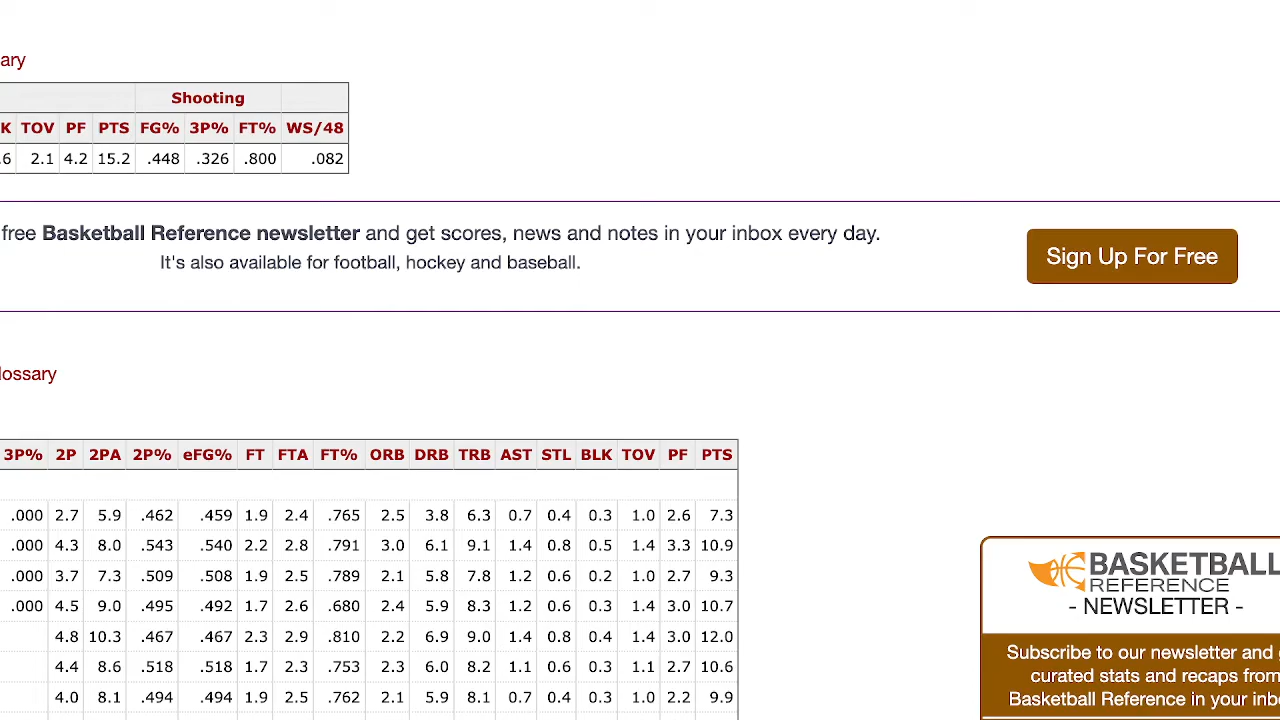 ary
Shooting
K TOV PF PTS FG% 3P% FT% WS/48
.6 2.1 4.2 15.2 .448 .326 .800 .082
free Basketball Reference newsletter and get scores, news and notes in your inbox every day.
It's also available for football, hockey and baseball.
Sign Up For Free
lossary
3P% 2P 2PA 2P% eFG% FT FTA FT% ORB DRB TRB AST STL BLK TOV PF PTS
.000 2.7 5.9 .462 .459 1.9 2.4 .765 2.5 3.8 6.3 0.7 0.4 0.3 1.0 2.6 7.3
.000 4.3 8.0 .543 .540 2.2 2.8 .791 3.0 6.1 9.1 1.4 0.8 0.5 1.4 3.3 10.9
.000 3.7 7.3 .509 .508 1.9 2.5 .789 2.1 5.8 7.8 1.2 0.6 0.2 1.0 2.7 9.3
.000 4.5 9.0 .495 .492 1.7 2.6 .680 2.4 5.9 8.3 1.2 0.6 0.3 1.4 3.0 10.7
4.8 10.3 .467 .467 2.3 2.9 .810 2.2 6.9 9.0 1.4 0.8 0.4 1.4 3.0 12.0
4.4 8.6 .518 .518 1.7 2.3 .753 2.3 6.0 8.2 1.1 0.6 0.3 1.1 2.7 10.6
4.0 8.1 .494 .494 1.9 2.5 .762 2.1 5.9 8.1 0.7 0.4 0.3 1.0 2.2 9.9
BASKETBALL
REFERENCE
- NEWSLETTER -
Subscribe to our newsletter and
curated stats and recaps from
Basketball Reference in your inbo